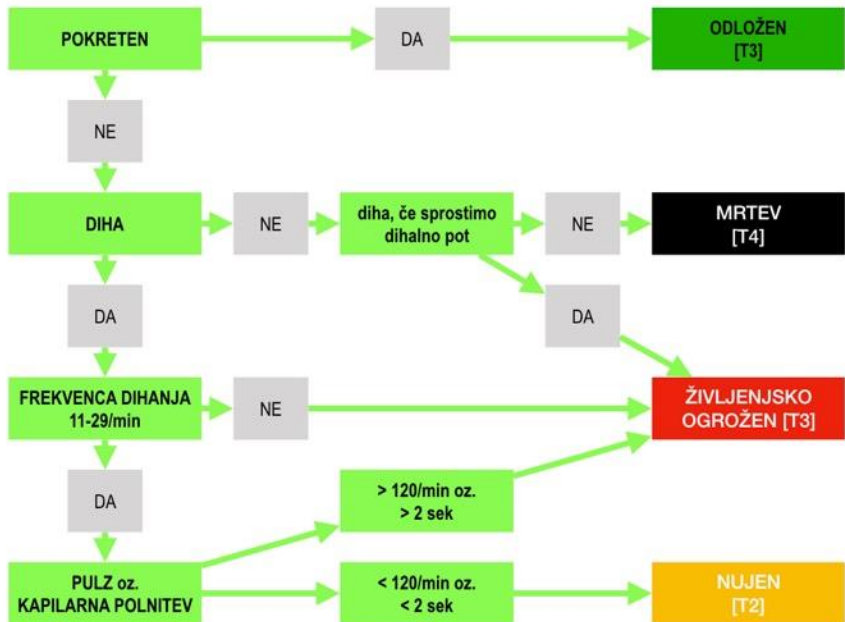 POKRETEN
DA
ODLOŽEN
[T3]
NE
DIHA
NE
diha, če sprostimo
dihalno pot
NE
MRTEV
[T4]
DA
DA
FREKVENCA DIHANJA
11-29/min
NE
ŽIVLJENJSKO
OGROŽEN [T3]
DA
> 120/min oz.
> 2 sek
PULZ oz.
KAPILARNA POLNITEV
< 120/min oz.
< 2 sek
NUJEN
[T2]